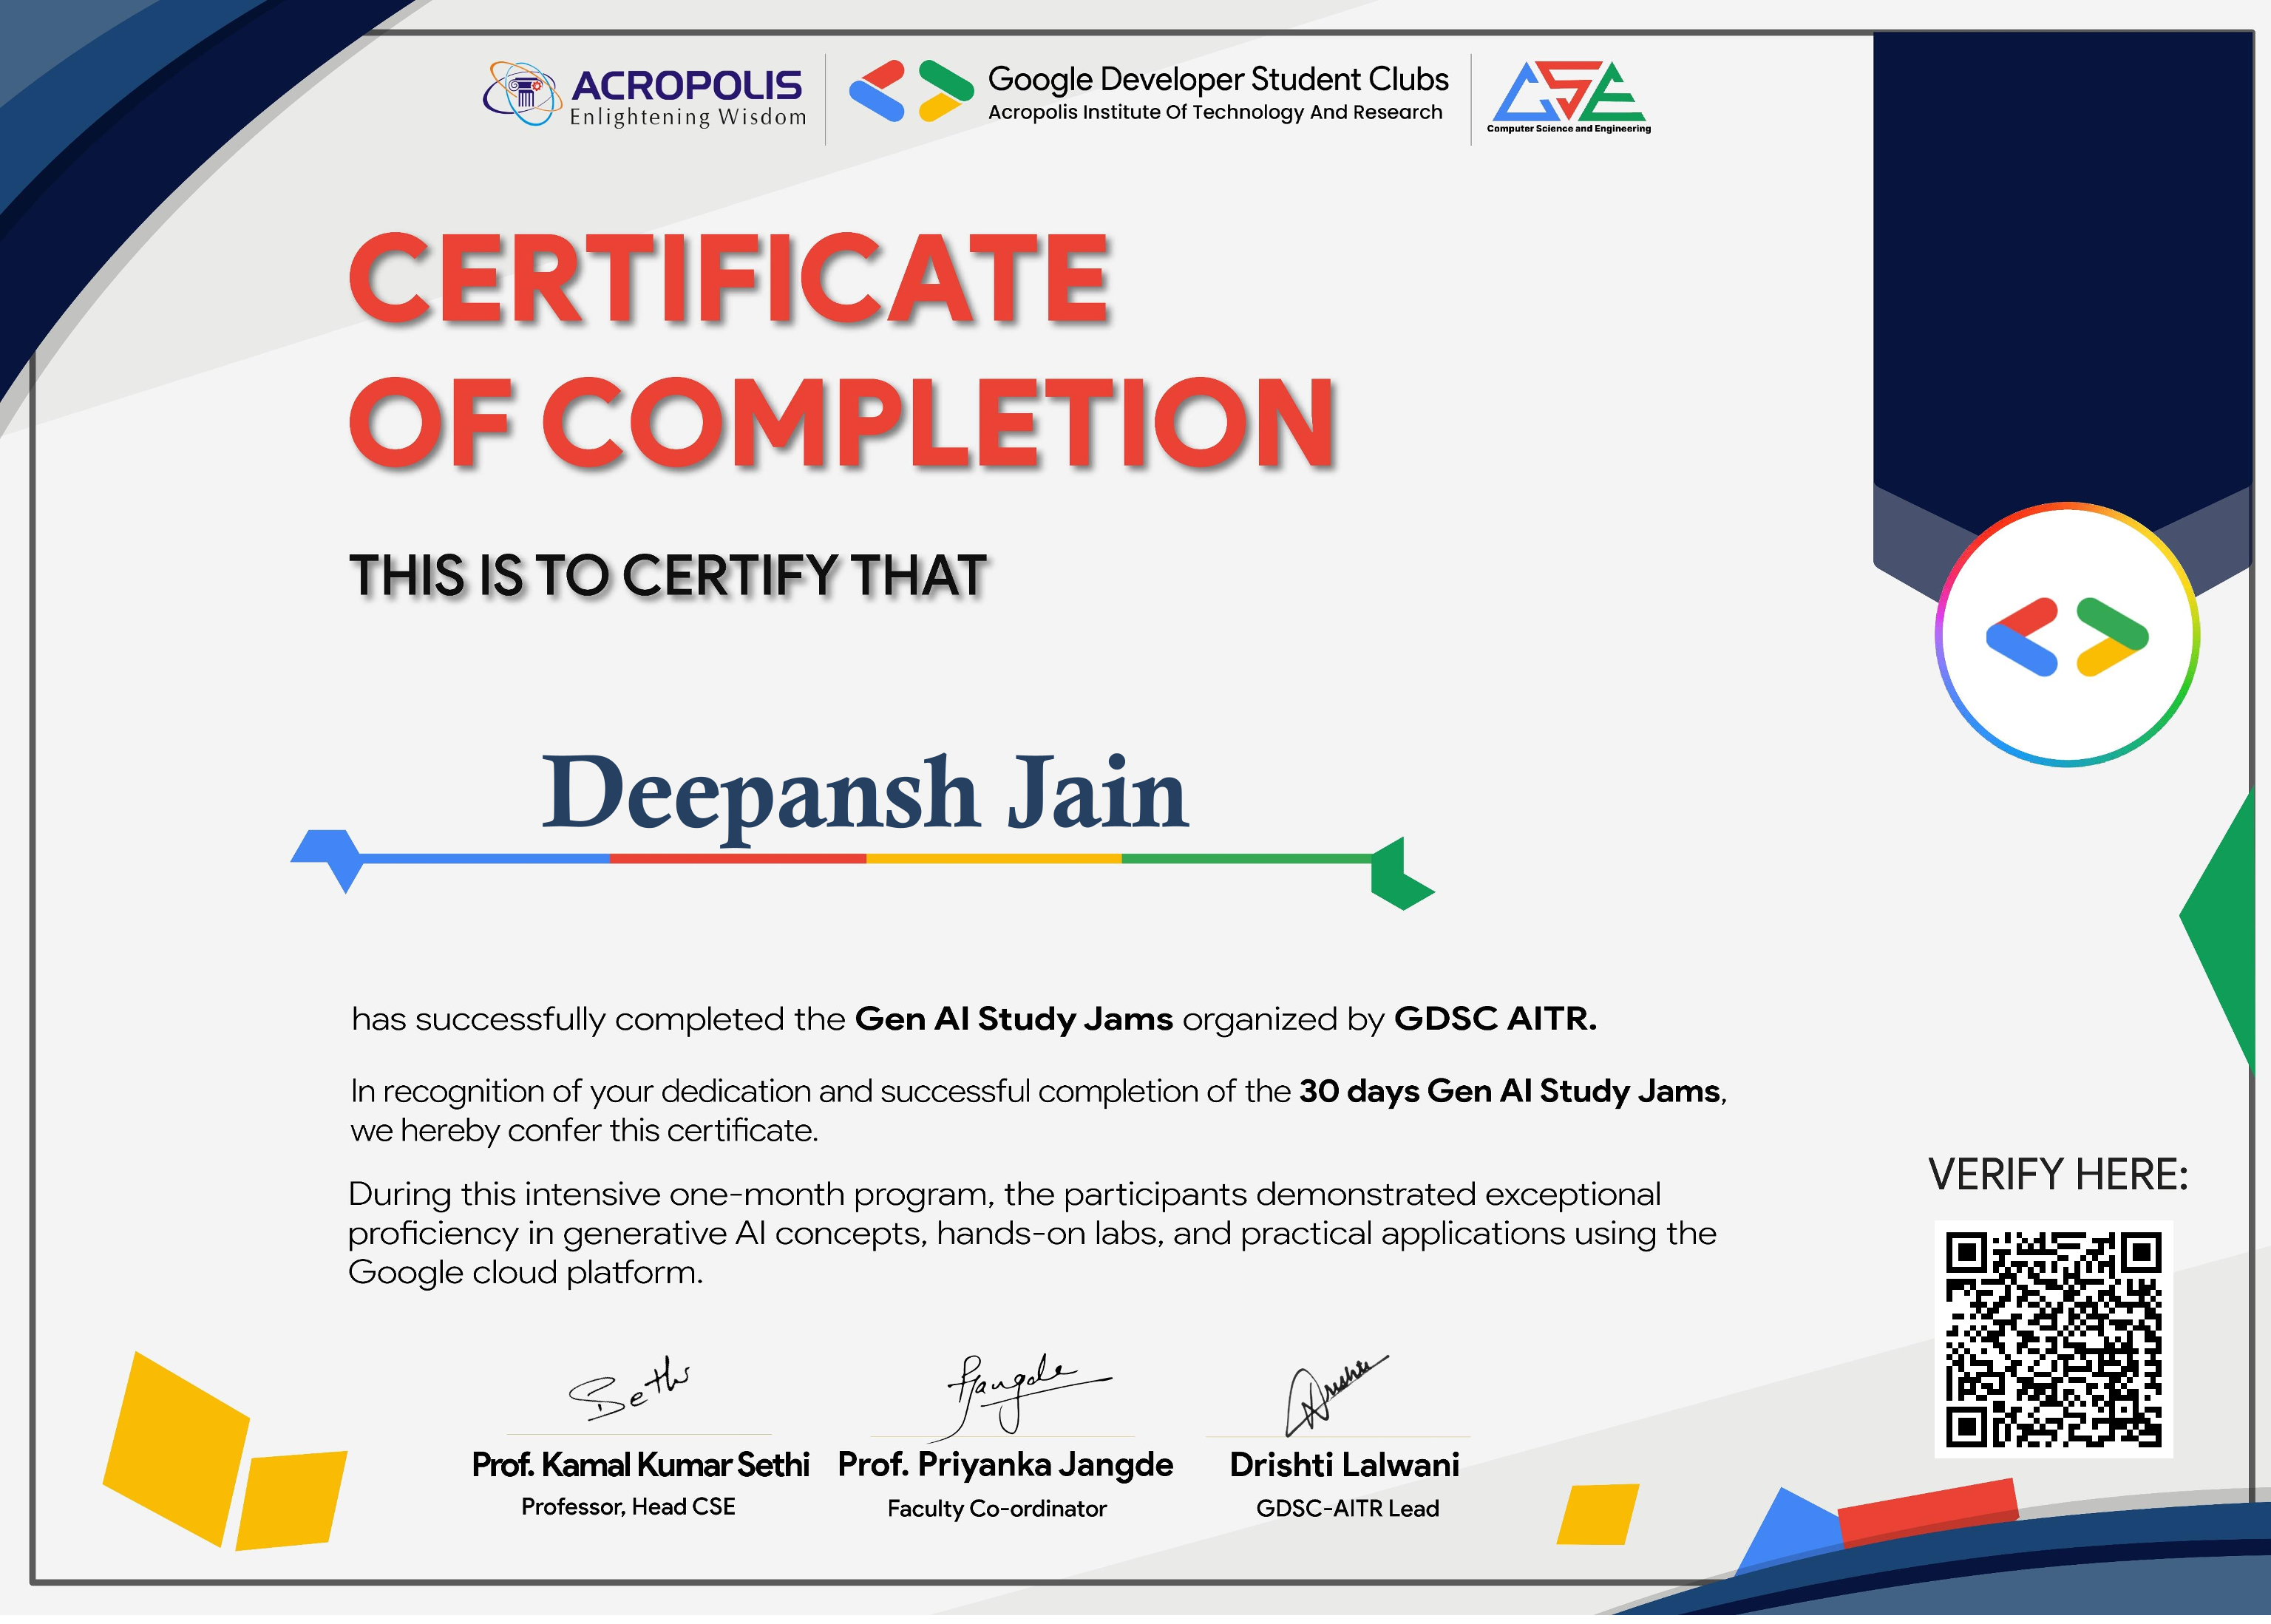 ACROPOLIS
Enlightening Wisdom
Google Developer Student Clubs
Acropolis Institute Of Technology And Research
CSE
Computer Science and Engineering
CERTIFICATE
OF COMPLETION
THIS IS TO CERTIFY THAT
Deepansh Jain
has successfully completed the Gen AI Study Jams organized by GDSC AITR.
In recognition of your dedication and successful completion of the 30 days Gen AI Study Jams,
we hereby confer this certificate.
During this intensive one-month program, the participants demonstrated exceptional
proficiency in generative AI concepts, hands-on labs, and practical applications using the
Google cloud platform.
VERIFY HERE:
Sethi
PJangde
Drishti
Prof. Kamal Kumar Sethi
Professor, Head CSE
Prof. Priyanka Jangde
Faculty Co-ordinator
Drishti Lalwani
GDSC-AITR Lead